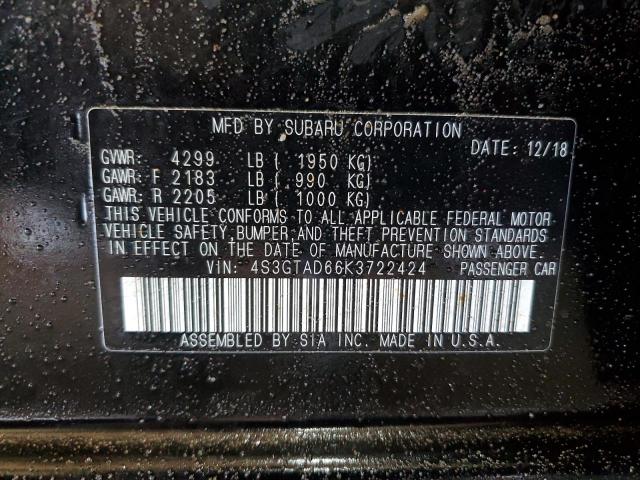 MFD BY SUBARU CORPORATION
DATE: 12/18
GVWR: 4299 LB ( 1950 KG)
GAWR: F 2183 LB ( 990 KG)
GAWR: R 2205 LB ( 1000 KG)
THIS VEHICLE CONFORMS TO ALL APPLICABLE FEDERAL MOTOR
VEHICLE SAFETY, BUMPER AND THEFT PREVENTION STANDARDS
IN EFFECT ON THE DATE OF MANUFACTURE SHOWN ABOVE.
VIN: 4S3GTAD66K3722424 PASSENGER CAR
ASSEMBLED BY SIA INC. MADE IN U.S.A.